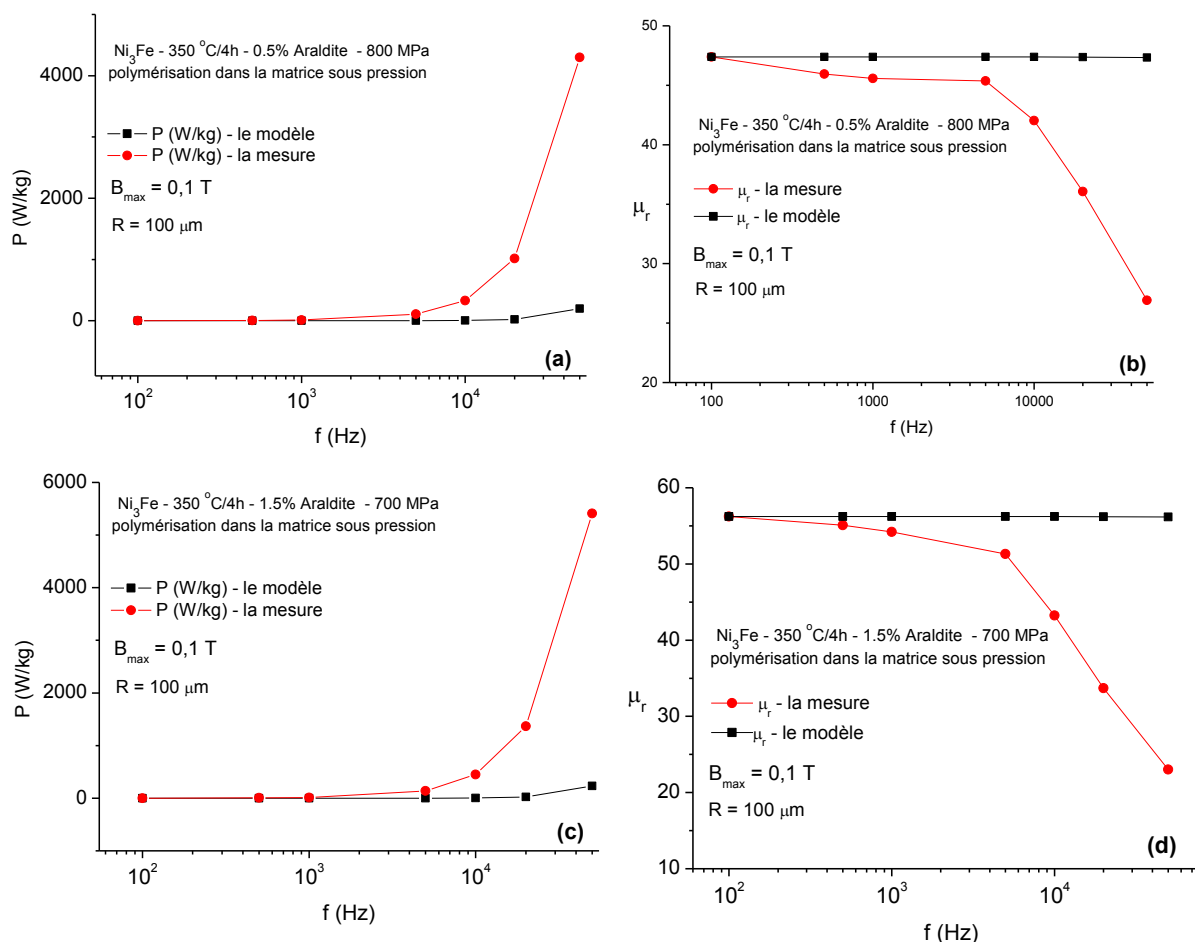 Ni3Fe - 350 °C/4h - 0.5% Araldite - 800 MPa
polymérisation dans la matrice sous pression
P (W/kg) - le modèle
P (W/kg) - la mesure
Bmax = 0,1 T
R = 100 μm
4000
2000
0
P (W/kg)
(a)
10²
10³
10⁴
f (Hz)
50
40
30
20
μr
Ni3Fe - 350 °C/4h - 0.5% Araldite - 800 MPa
polymérisation dans la matrice sous pression
μr - la mesure
μr - le modèle
Bmax = 0,1 T
R = 100 μm
(b)
100
1000
10000
f (Hz)
6000
4000
2000
0
P (W/kg)
Ni3Fe - 350 °C/4h - 1.5% Araldite - 700 MPa
polymérisation dans la matrice sous pression
P (W/kg) - le modèle
P (W/kg) - la mesure
Bmax = 0,1 T
R = 100 μm
(c)
10²
10³
10⁴
f (Hz)
60
50
40
30
20
10
μr
Ni3Fe - 350 °C/4h - 1.5% Araldite - 700 MPa
polymérisation dans la matrice sous pression
μr - la mesure
μr - le modèle
Bmax = 0,1 T
R = 100 μm
(d)
10²
10³
10⁴
f (Hz)